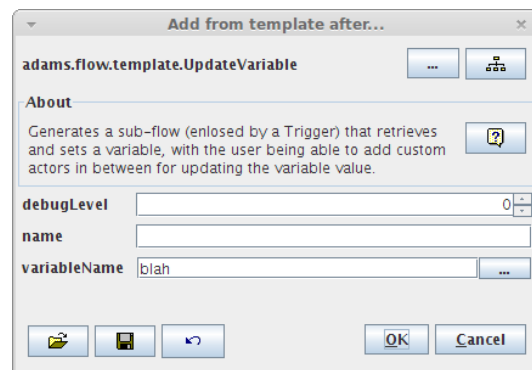 Add from template after...
adams.flow.template.UpdateVariable
...
About
Generates a sub-flow (enlosed by a Trigger) that retrieves
and sets a variable, with the user being able to add custom
actors in between for updating the variable value.
debugLevel 0
name
variableName blah ...
OK Cancel